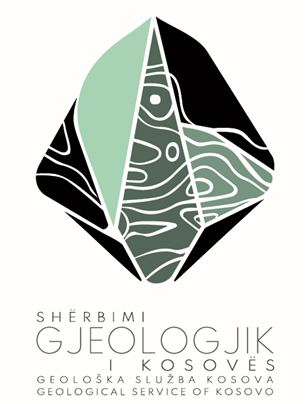 SHËRBIMI
GJEOLOGJIK
I KOSOVËS
GEOLOŠKA SLUŽBA KOSOVA
GEOLOGICAL SERVICE OF KOSOVO